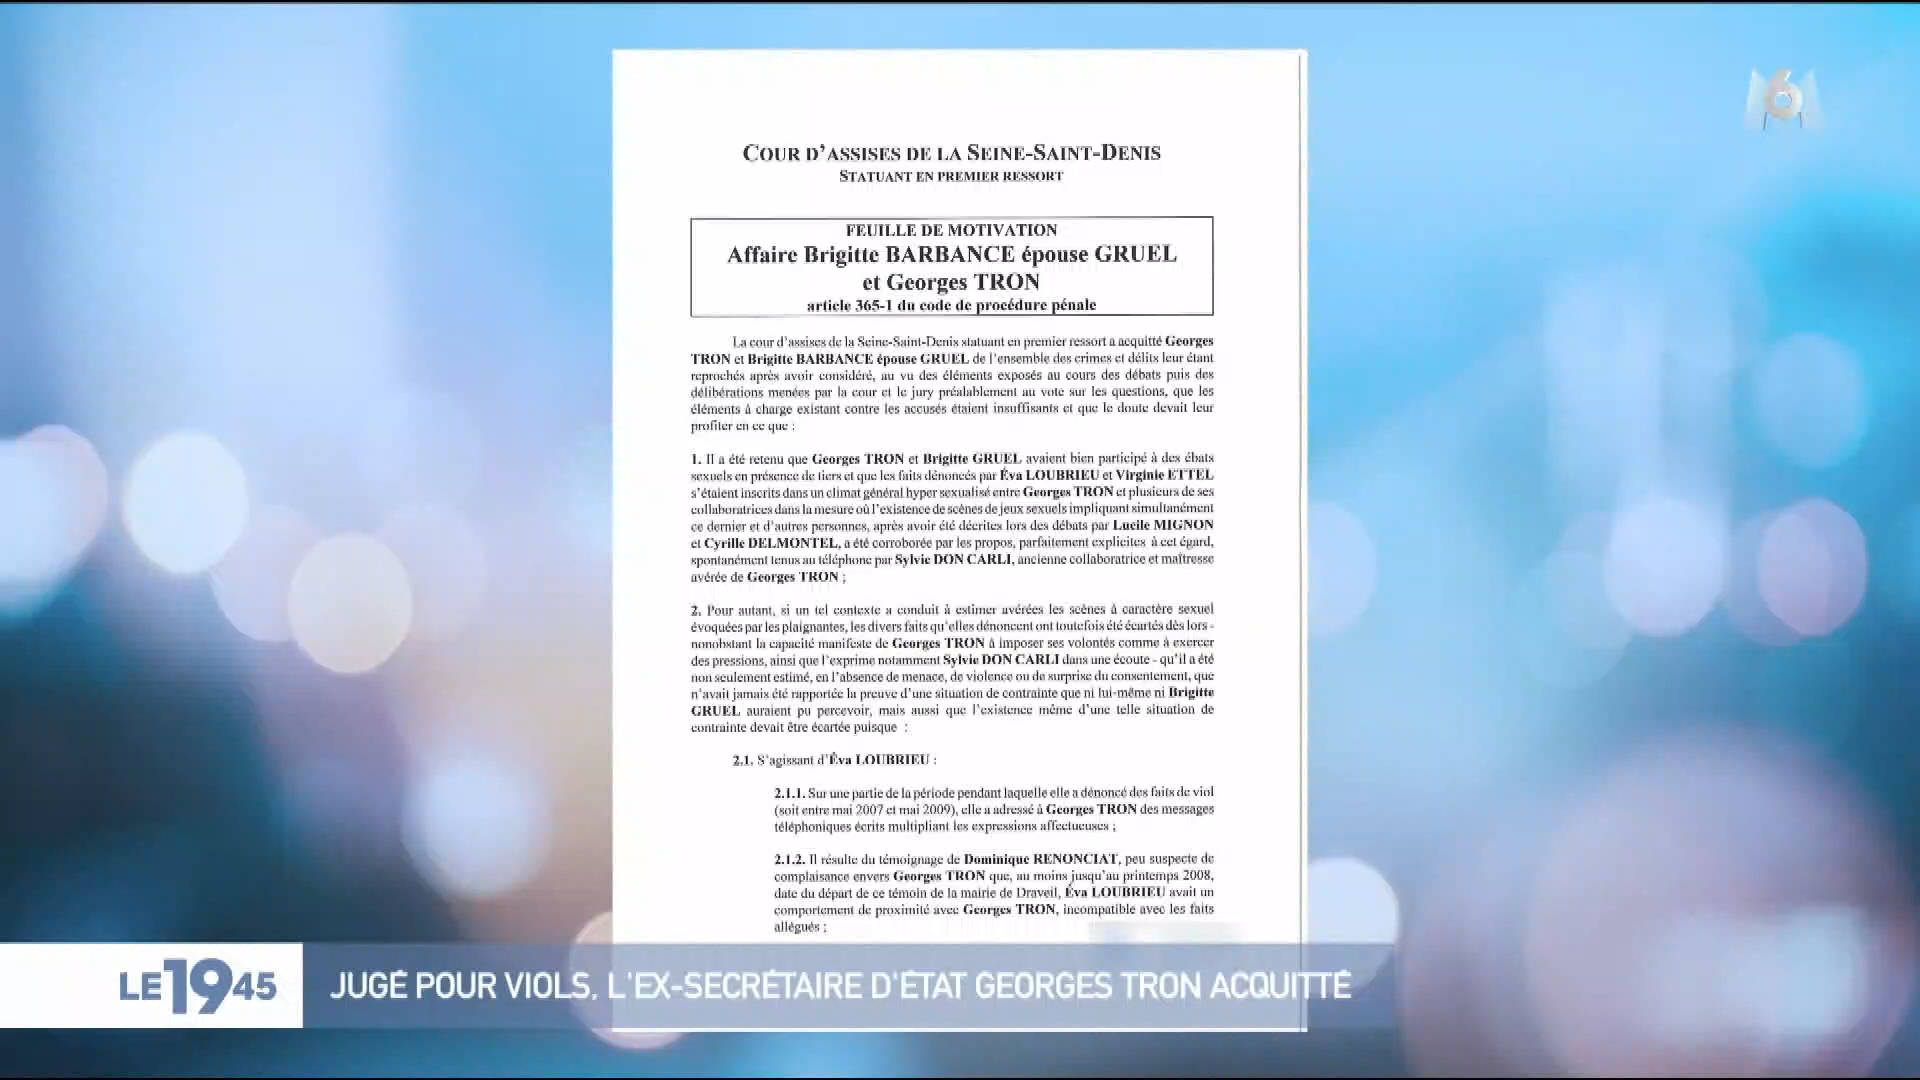 M6
COUR D'ASSISES DE LA SEINE-SAINT-DENIS
STATUANT EN PREMIER RESSORT
FEUILLE DE MOTIVATION
Affaire Brigitte BARBANCE épouse GRUEL
et Georges TRON
article 365-1 du code de procédure pénale
La cour d'assises de la Seine-Saint-Denis statuant en premier ressort a acquitté Georges
TRON et Brigitte BARBANCE épouse GRUEL de l'ensemble des crimes et délits leur étant
reprochés après avoir considéré, au vu des éléments exposés au cours des débats puis des
délibérations menées par la cour et le jury préalablement au vote sur les questions, que les
éléments à charge existant contre les accusés étaient insuffisants et que le doute devait leur
profiter en ce que :
1. Il a été retenu que Georges TRON et Brigitte GRUEL avaient bien participé à des ébats
sexuels en présence de tiers et que les faits dénoncés par Éva LOUBRIEU et Virginie ETTEL
s'étaient inscrits dans un climat général hyper sexualisé entre Georges TRON et plusieurs de ses
collaboratrices dans la mesure où l'existence de scènes de jeux sexuels impliquant simultanément
ce dernier et d'autres personnes, après avoir été décrites lors des débats par Lucile MIGNON
et Cyrille DELMONTEL, a été corroborée par les propos, parfaitement explicites à cet égard,
spontanément tenus au téléphone par Sylvie DON CARLI, ancienne collaboratrice et maîtresse
avérée de Georges TRON ;
2. Pour autant, si un tel contexte a conduit à estimer avérées les scènes à caractère sexuel
évoquées par les plaignantes, les divers faits qu'elles dénoncent ont toutefois été écartés dès lors -
nonobstant la capacité manifeste de Georges TRON à imposer ses volontés comme à exercer
des pressions, ainsi que l'exprime notamment Sylvie DON CARLI dans une écoute - qu'il a été
non seulement estimé, en l'absence de menace, de violence ou de surprise du consentement, que
n'avait jamais été rapportée la preuve d'une situation de contrainte que ni lui-même ni Brigitte
GRUEL auraient pu percevoir, mais aussi que l'existence même d'une telle situation de
contrainte devait être écartée puisque :
2.1. S'agissant d'Éva LOUBRIEU :
2.1.1. Sur une partie de la période pendant laquelle elle a dénoncé des faits de viol
(soit entre mai 2007 et mai 2009), elle a adressé à Georges TRON des messages
téléphoniques écrits multipliant les expressions affectueuses ;
2.1.2. Il résulte du témoignage de Dominique RENONCIAT, peu suspecte de
complaisance envers Georges TRON que, au moins jusqu'au printemps 2008,
date du départ de ce témoin de la mairie de Draveil, Éva LOUBRIEU avait un
comportement de proximité avec Georges TRON, incompatible avec les faits
allégués ;
LE 19 45
JUGÉ POUR VIOLS, L'EX-SECRÉTAIRE D'ÉTAT GEORGES TRON ACQUITTÉ